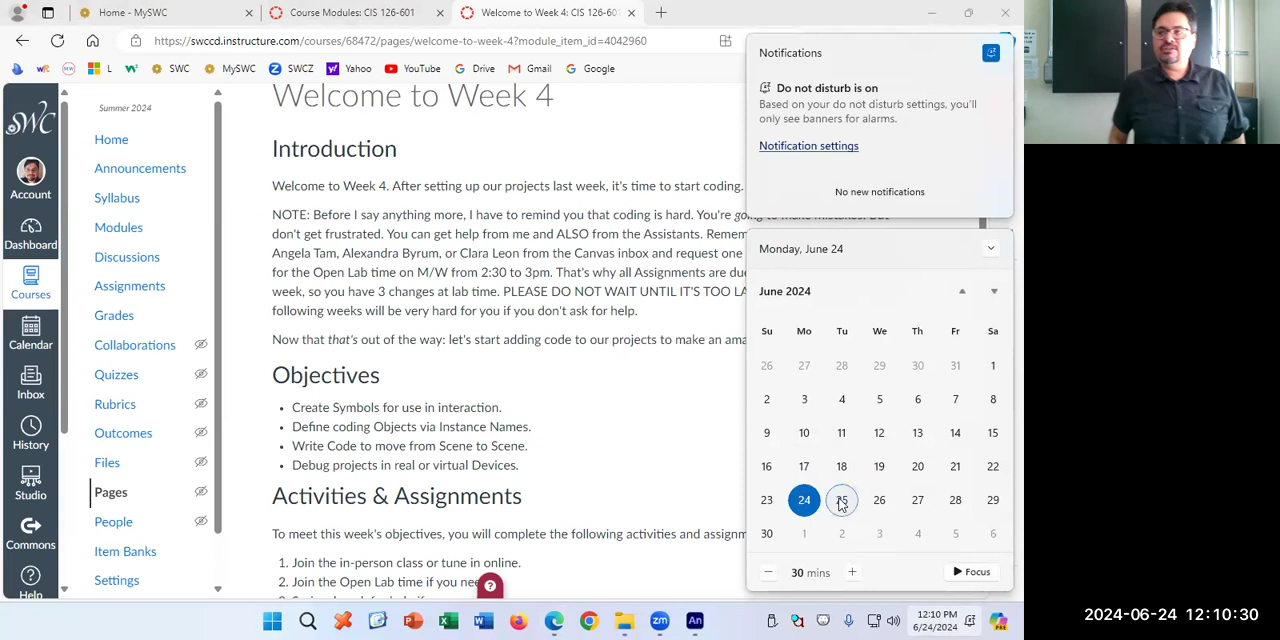 Home - MySWC
Course Modules: CIS 126-601
Welcome to Week 4: CIS 126-601
https://swccd.instructure.com/courses/68472/pages/welcome-to-week-4?module_item_id=4042960
L
SWC
MySWC
SWCZ
Yahoo
YouTube
Drive
Gmail
Google
SWC
Account
Dashboard
Courses
Calendar
Inbox
History
Studio
Commons
Help
Summer 2024
Home
Announcements
Syllabus
Modules
Discussions
Assignments
Grades
Collaborations
Quizzes
Rubrics
Outcomes
Files
Pages
People
Item Banks
Settings
Welcome to Week 4
Introduction
Welcome to Week 4. After setting up our projects last week, it's time to start coding.
NOTE: Before I say anything more, I have to remind you that coding is hard. You're going to make mistakes. But
don't get frustrated. You can get help from me and ALSO from the Assistants. Remem
Angela Tam, Alexandra Byrum, or Clara Leon from the Canvas inbox and request one
for the Open Lab time on M/W from 2:30 to 3pm. That's why all Assignments are due
week, so you have 3 changes at lab time. PLEASE DO NOT WAIT UNTIL IT'S TOO LA
following weeks will be very hard for you if you don't ask for help.
Now that that's out of the way: let's start adding code to our projects to make an ama
Objectives
• Create Symbols for use in interaction.
• Define coding Objects via Instance Names.
• Write Code to move from Scene to Scene.
• Debug projects in real or virtual Devices.
Activities & Assignments
To meet this week's objectives, you will complete the following activities and assignm
1. Join the in-person class or tune in online.
2. Join the Open Lab time if you nee
Notifications
Do not disturb is on
Based on your do not disturb settings, you'll
only see banners for alarms.
Notification settings
No new notifications
Monday, June 24
June 2024
Su Mo Tu We Th Fr Sa
26 27 28 29 30 31 1
2 3 4 5 6 7 8
9 10 11 12 13 14 15
16 17 18 19 20 21 22
23 24 25 26 27 28 29
30 1 2 3 4 5 6
30 mins
Focus
12:10 PM
6/24/2024
2024-06-24 12:10:30